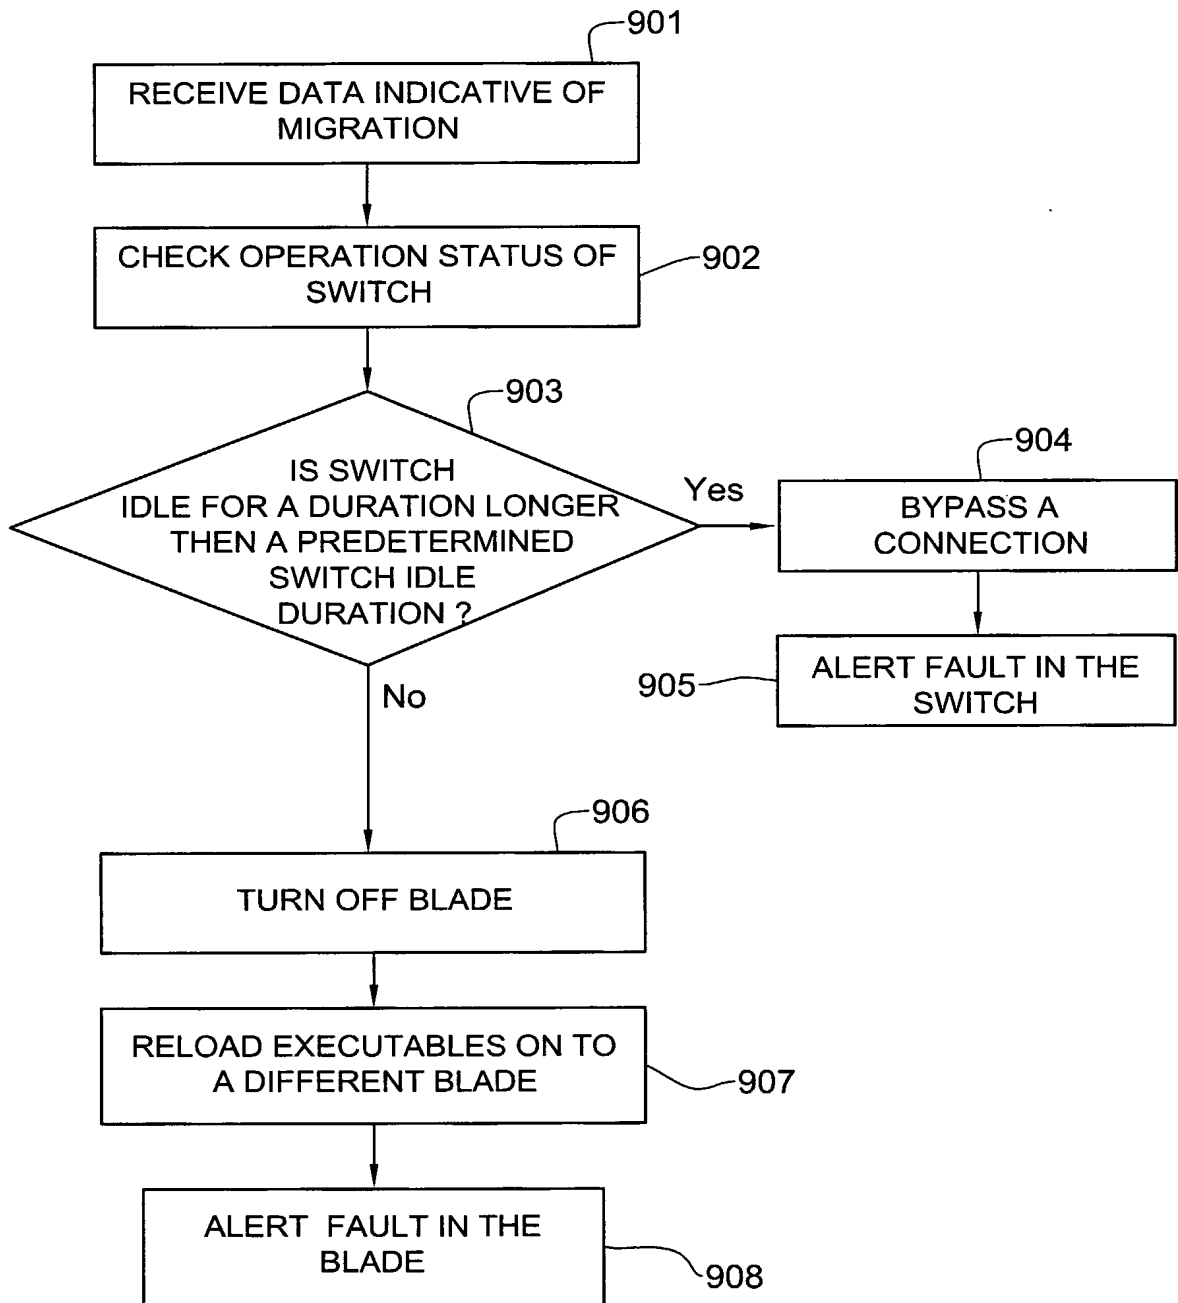 901
RECEIVE DATA INDICATIVE OF
MIGRATION
CHECK OPERATION STATUS OF
SWITCH
902
903
IS SWITCH
IDLE FOR A DURATION LONGER
THEN A PREDETERMINED
SWITCH IDLE
DURATION ?
Yes
904
BYPASS A
CONNECTION
ALERT FAULT IN THE
SWITCH
905
No
906
TURN OFF BLADE
RELOAD EXECUTABLES ON TO
A DIFFERENT BLADE
907
ALERT FAULT IN THE
BLADE
908